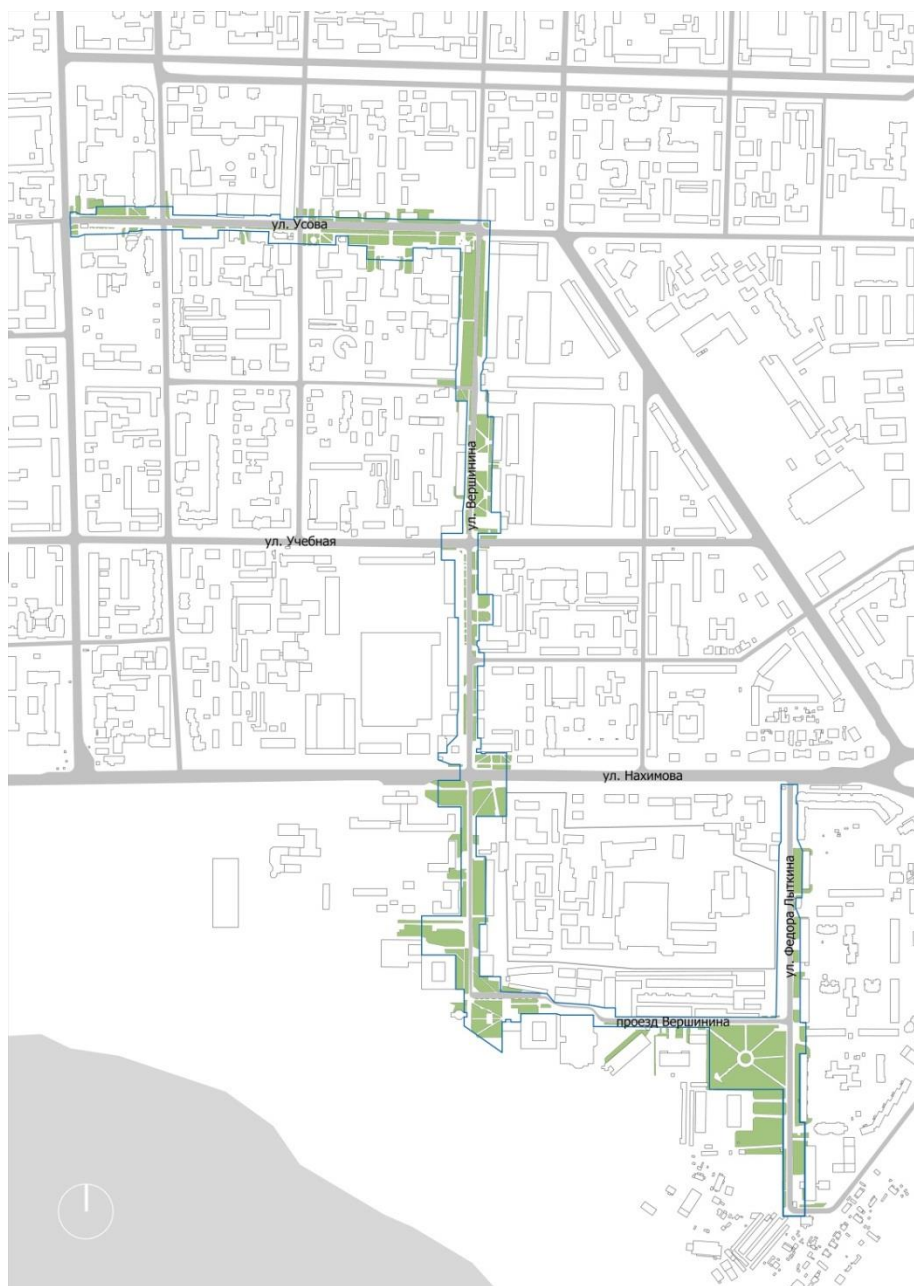 ул. Усова
ул. Вершинина
ул. Учебная
ул. Нахимова
ул. Федора Лыткина
проезд Вершинина